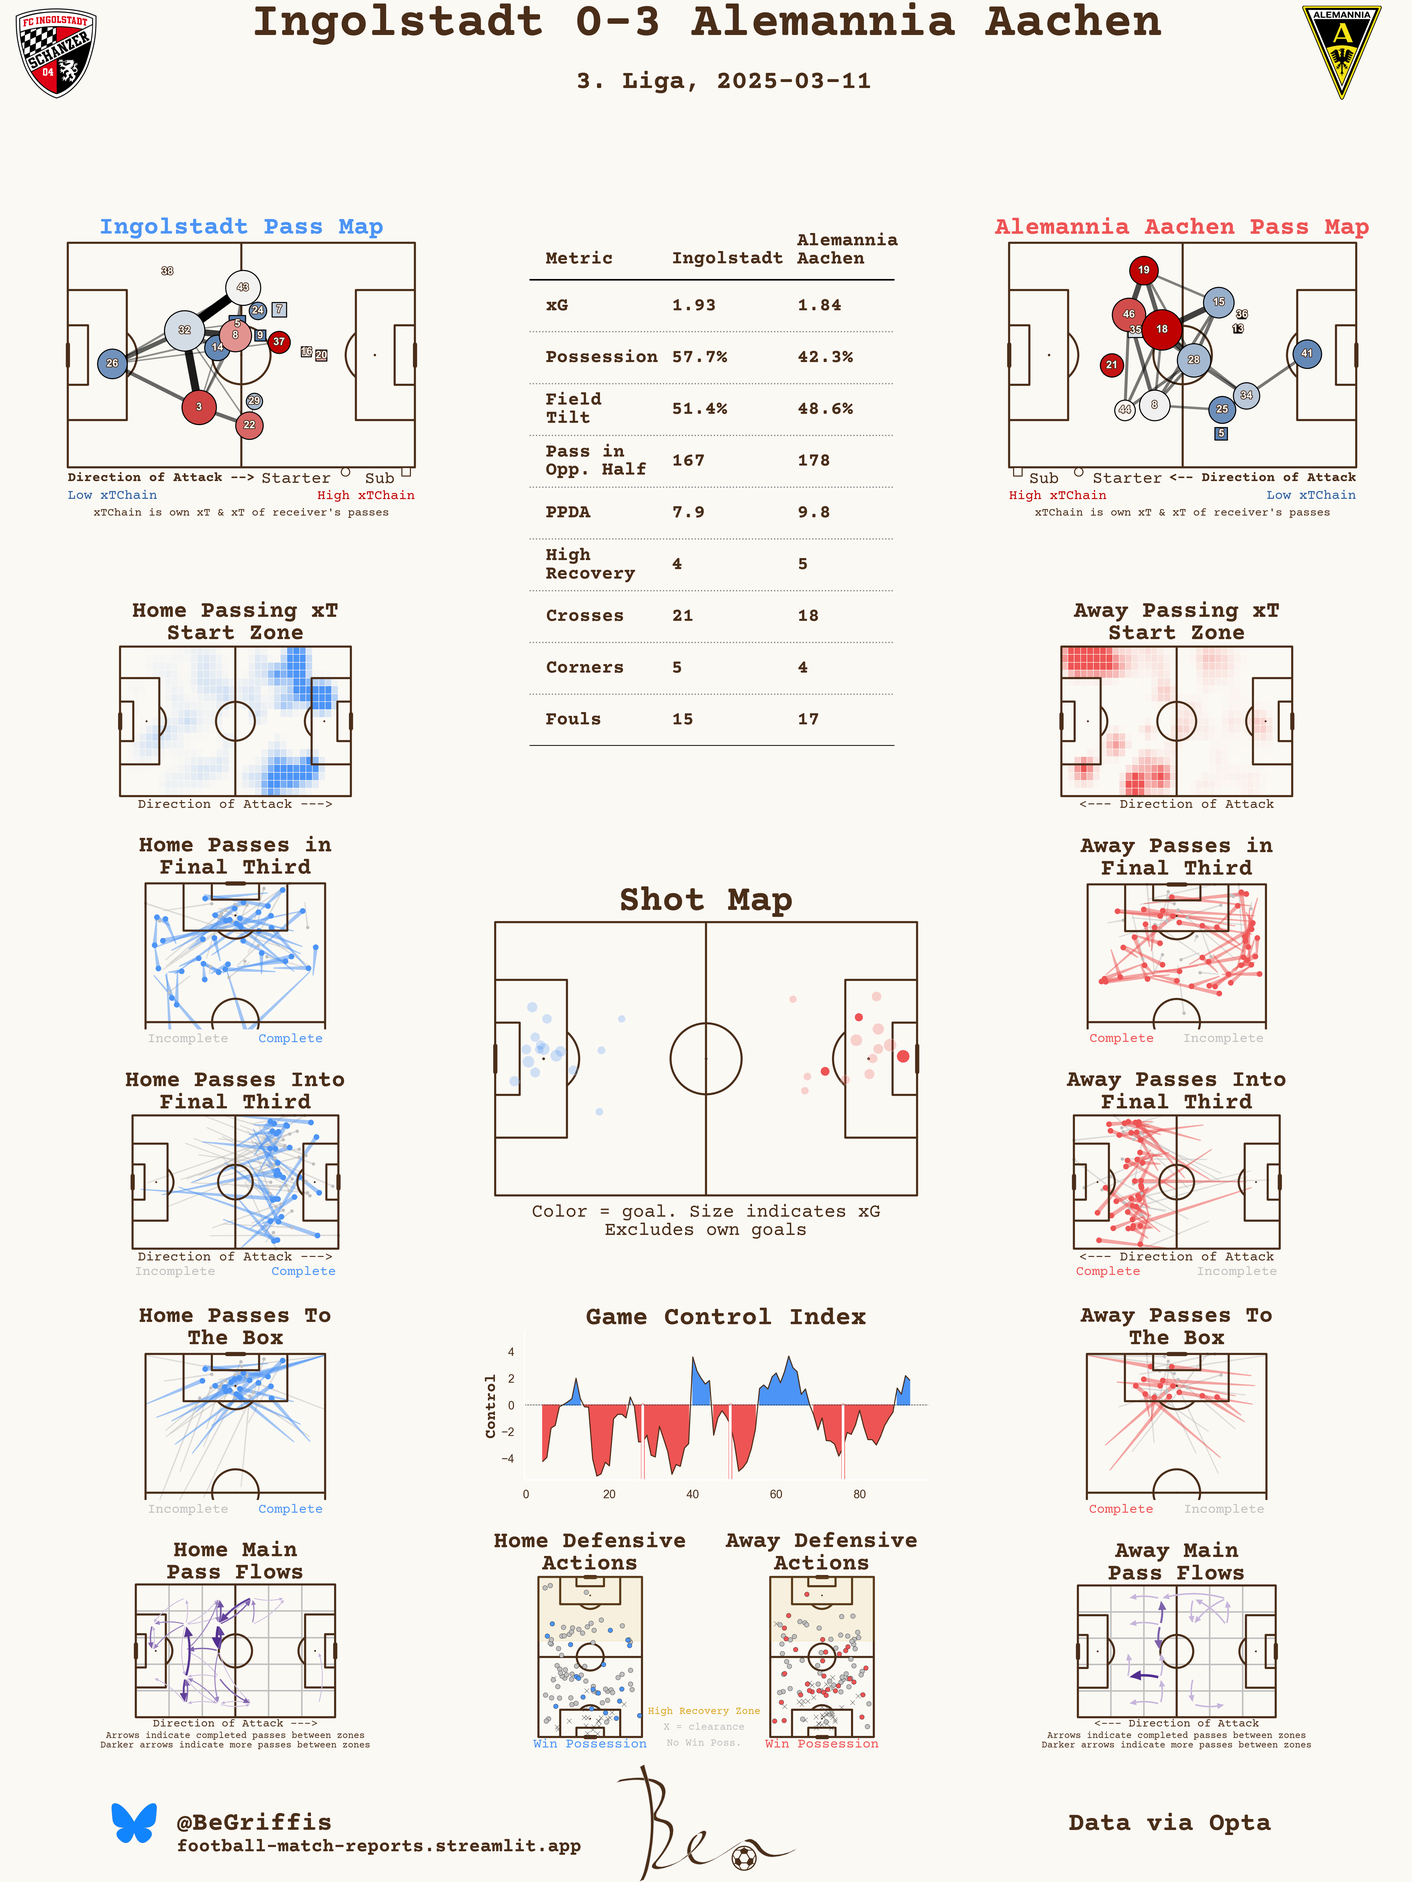 Ingolstadt 0-3 Alemannia Aachen
3. Liga, 2025-03-11
FC INGOLSTADT
SCHANZER
04
ALEMANNIA
A
Ingolstadt Pass Map
38
43
24
7
5
32
8
9
37
14
16
20
26
3
29
22
Direction of Attack --> Starter Sub
Low xTChain High xTChain
xTChain is own xT & xT of receiver's passes
Metric Ingolstadt Alemannia Aachen
xG 1.93 1.84
Possession 57.7% 42.3%
Field Tilt 51.4% 48.6%
Pass in Opp. Half 167 178
PPDA 7.9 9.8
High Recovery 4 5
Crosses 21 18
Corners 5 4
Fouls 15 17
Alemannia Aachen Pass Map
19
15
46
36
35
18
13
28
41
21
34
44
8
25
5
Sub Starter <-- Direction of Attack
High xTChain Low xTChain
xTChain is own xT & xT of receiver's passes
Home Passing xT
Start Zone
Direction of Attack --->
Away Passing xT
Start Zone
<--- Direction of Attack
Home Passes in
Final Third
Incomplete Complete
Away Passes in
Final Third
Complete Incomplete
Shot Map
Color = goal. Size indicates xG
Excludes own goals
Home Passes Into
Final Third
Direction of Attack --->
Incomplete Complete
Away Passes Into
Final Third
<--- Direction of Attack
Complete Incomplete
Home Passes To
The Box
Incomplete Complete
Game Control Index
Control
4
2
0
−2
−4
0 20 40 60 80
Away Passes To
The Box
Complete Incomplete
Home Main
Pass Flows
Direction of Attack --->
Arrows indicate completed passes between zones
Darker arrows indicate more passes between zones
Home Defensive
Actions
Win Possession
Away Defensive
Actions
Win Possession
High Recovery Zone
X = clearance
No Win Poss.
Away Main
Pass Flows
<--- Direction of Attack
Arrows indicate completed passes between zones
Darker arrows indicate more passes between zones
@BeGriffis
football-match-reports.streamlit.app
Ben
Data via Opta